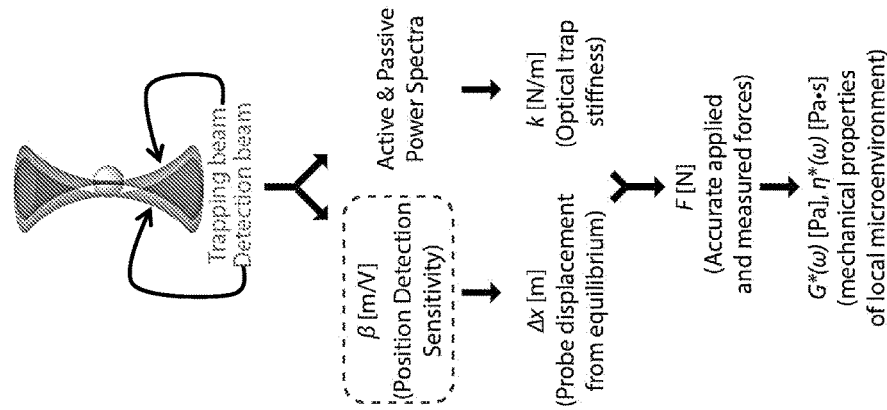 Trapping beam
Detection beam
β [m/V]
(Position Detection
Sensitivity)
Active & Passive
Power Spectra
Δx [m]
(Probe displacement
from equilibrium)
k [N/m]
(Optical trap
stiffness)
F [N]
(Accurate applied
and measured forces)
G*(ω) [Pa], η*(ω) [Pa•s]
(mechanical properties
of local microenvironment)